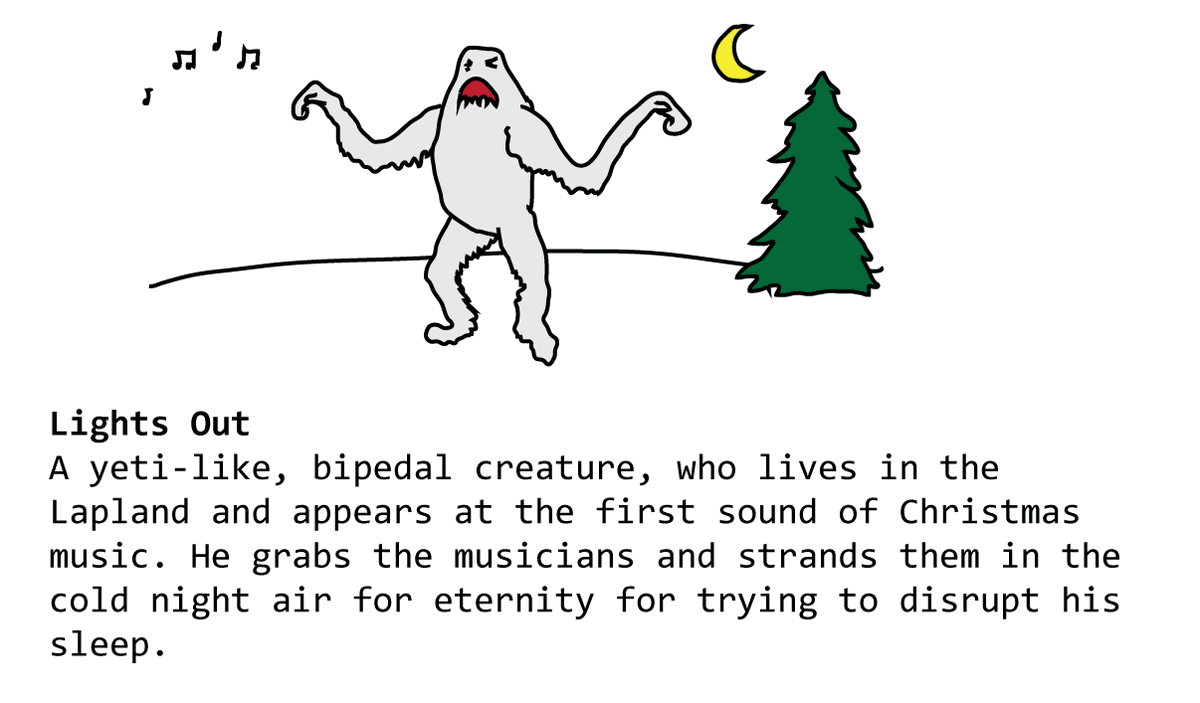 Lights Out
A yeti-like, bipedal creature, who lives in the
Lapland and appears at the first sound of Christmas
music. He grabs the musicians and strands them in the
cold night air for eternity for trying to disrupt his
sleep.